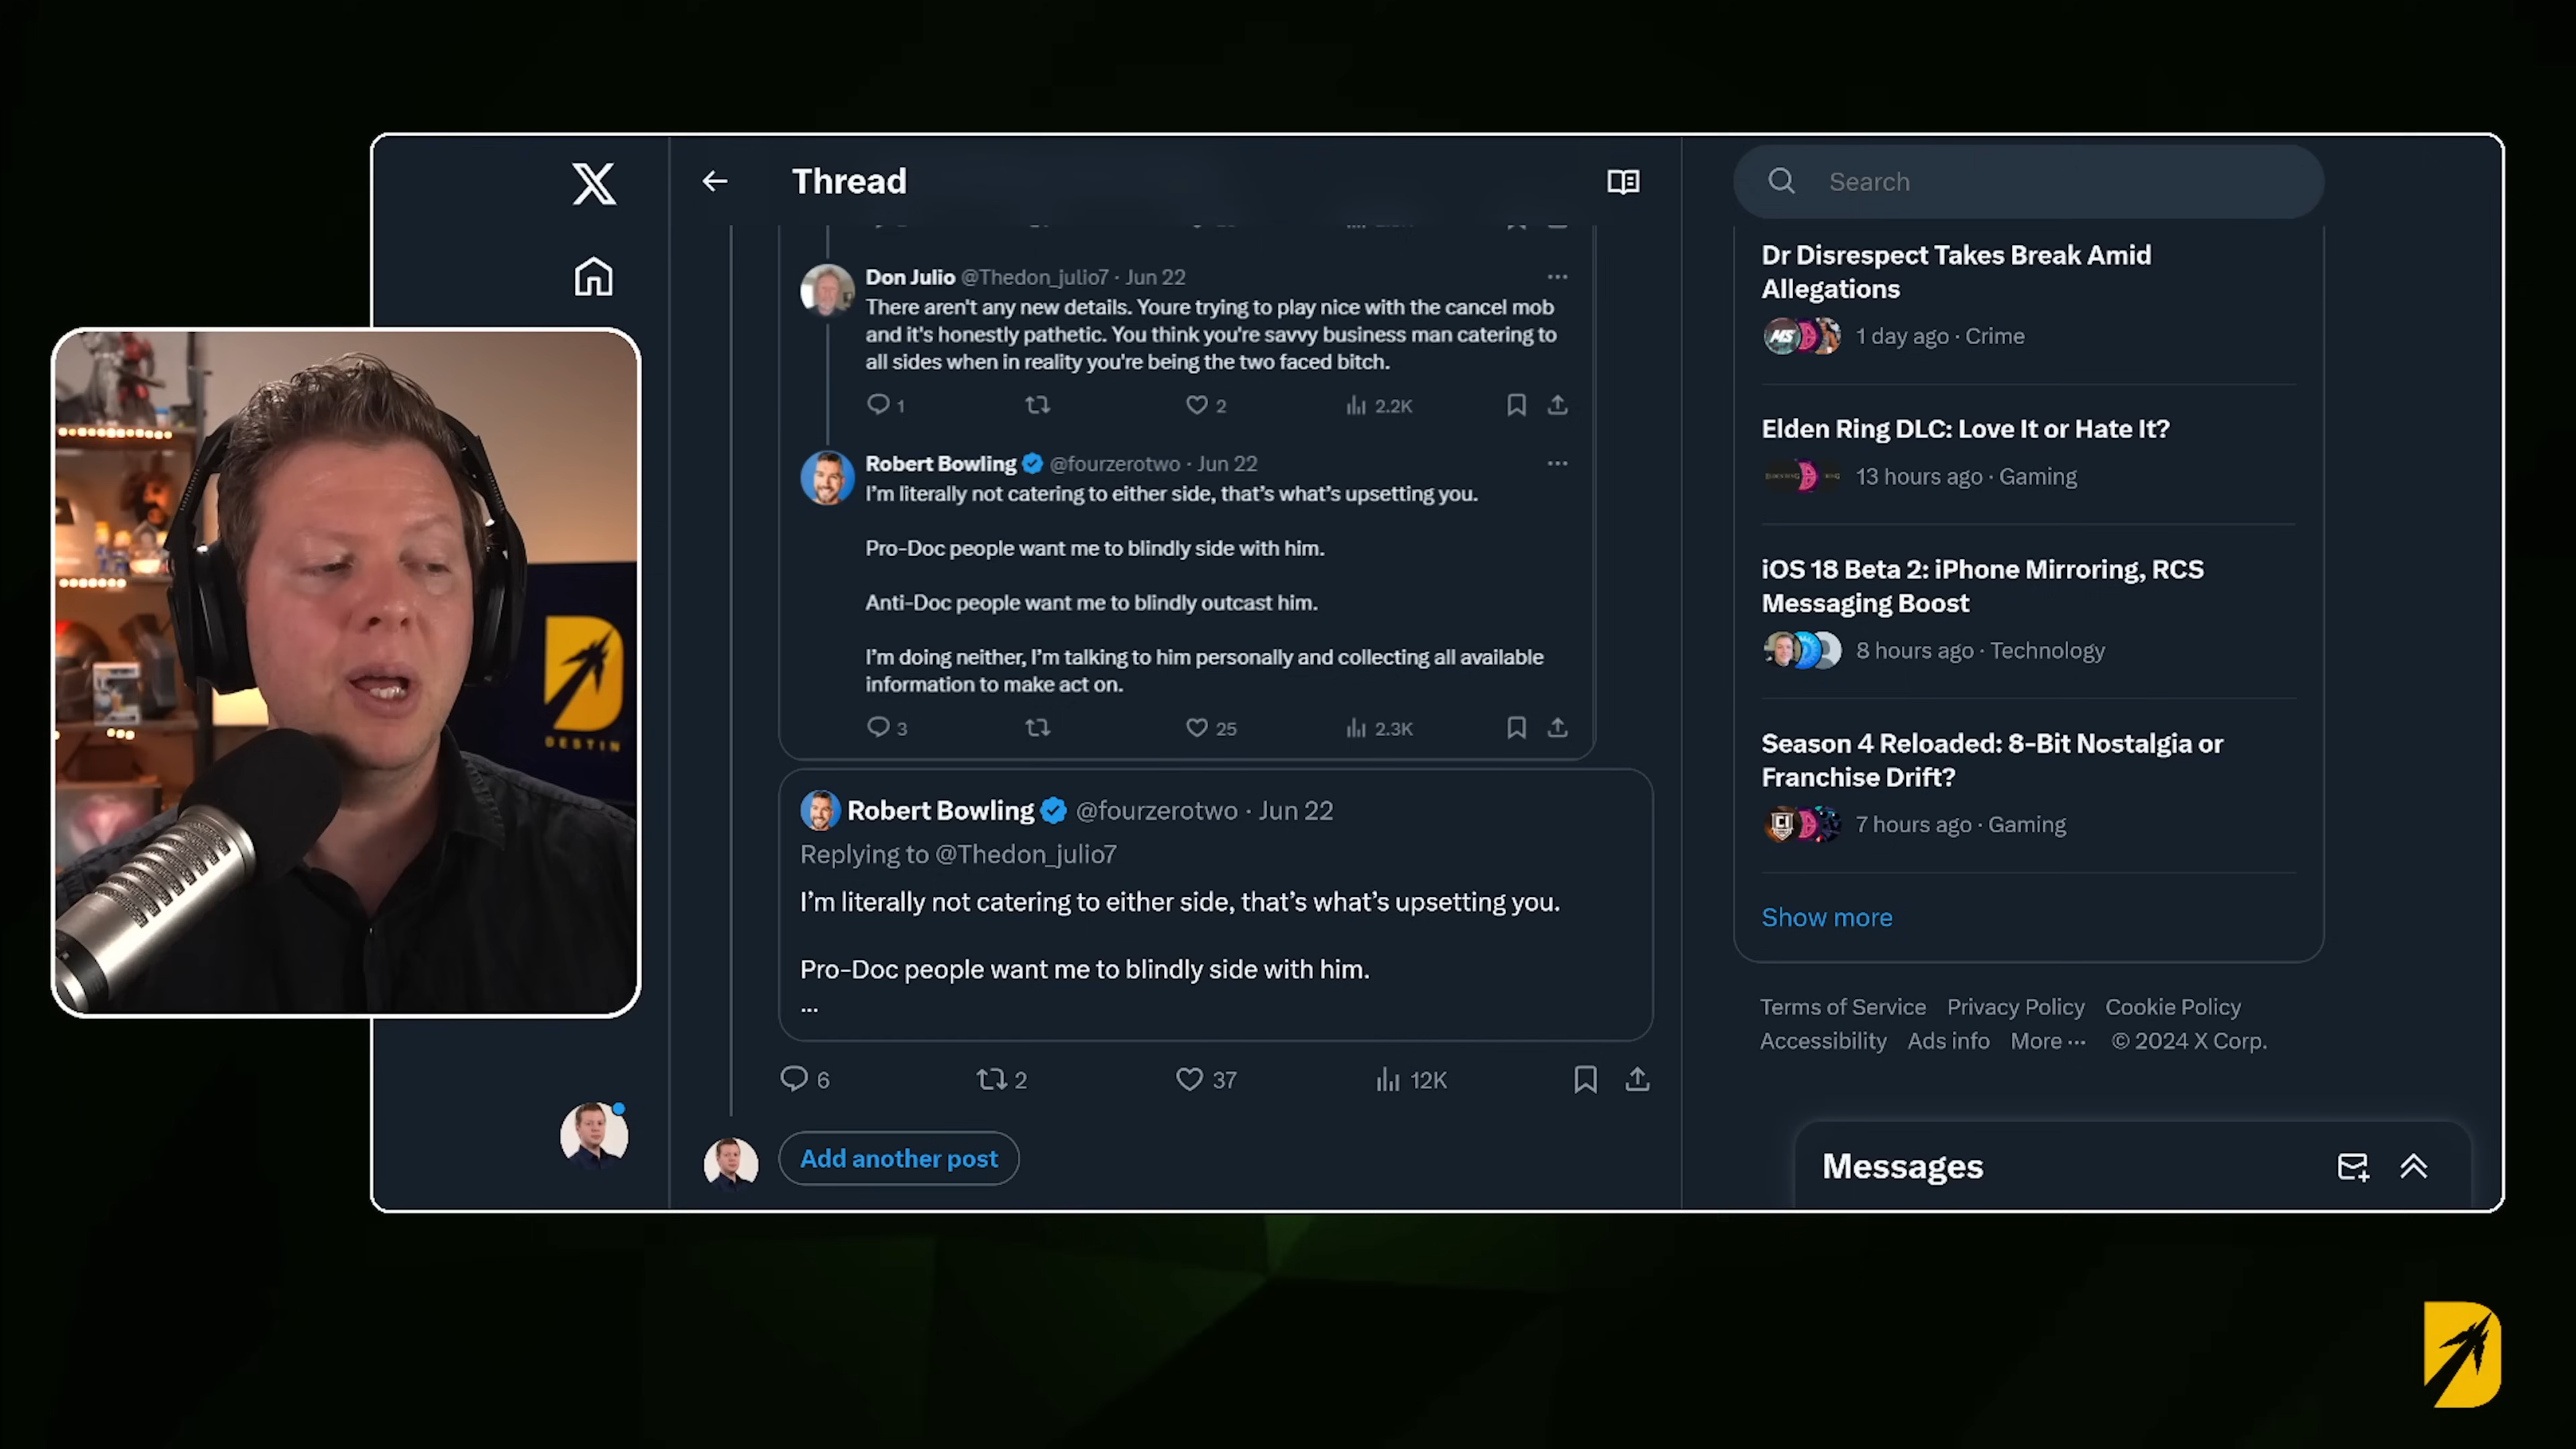 Thread
Search
Don Julio @Thedon_julio7 · Jun 22
There aren't any new details. Youre trying to play nice with the cancel mob
and it's honestly pathetic. You think you're savvy business man catering to
all sides when in reality you're being the two faced bitch.
1 2 2.2K
Robert Bowling @fourzerotwo · Jun 22
I'm literally not catering to either side, that's what's upsetting you.
Pro-Doc people want me to blindly side with him.
Anti-Doc people want me to blindly outcast him.
I'm doing neither, I'm talking to him personally and collecting all available
information to make act on.
3 25 2.3K
Robert Bowling @fourzerotwo · Jun 22
Replying to @Thedon_julio7
I'm literally not catering to either side, that's what's upsetting you.
Pro-Doc people want me to blindly side with him.
...
6 2 37 12K
Add another post
Dr Disrespect Takes Break Amid
Allegations
1 day ago · Crime
Elden Ring DLC: Love It or Hate It?
13 hours ago · Gaming
iOS 18 Beta 2: iPhone Mirroring, RCS
Messaging Boost
8 hours ago · Technology
Season 4 Reloaded: 8-Bit Nostalgia or
Franchise Drift?
7 hours ago · Gaming
Show more
Terms of Service Privacy Policy Cookie Policy
Accessibility Ads info More ··· © 2024 X Corp.
Messages
DESTIN